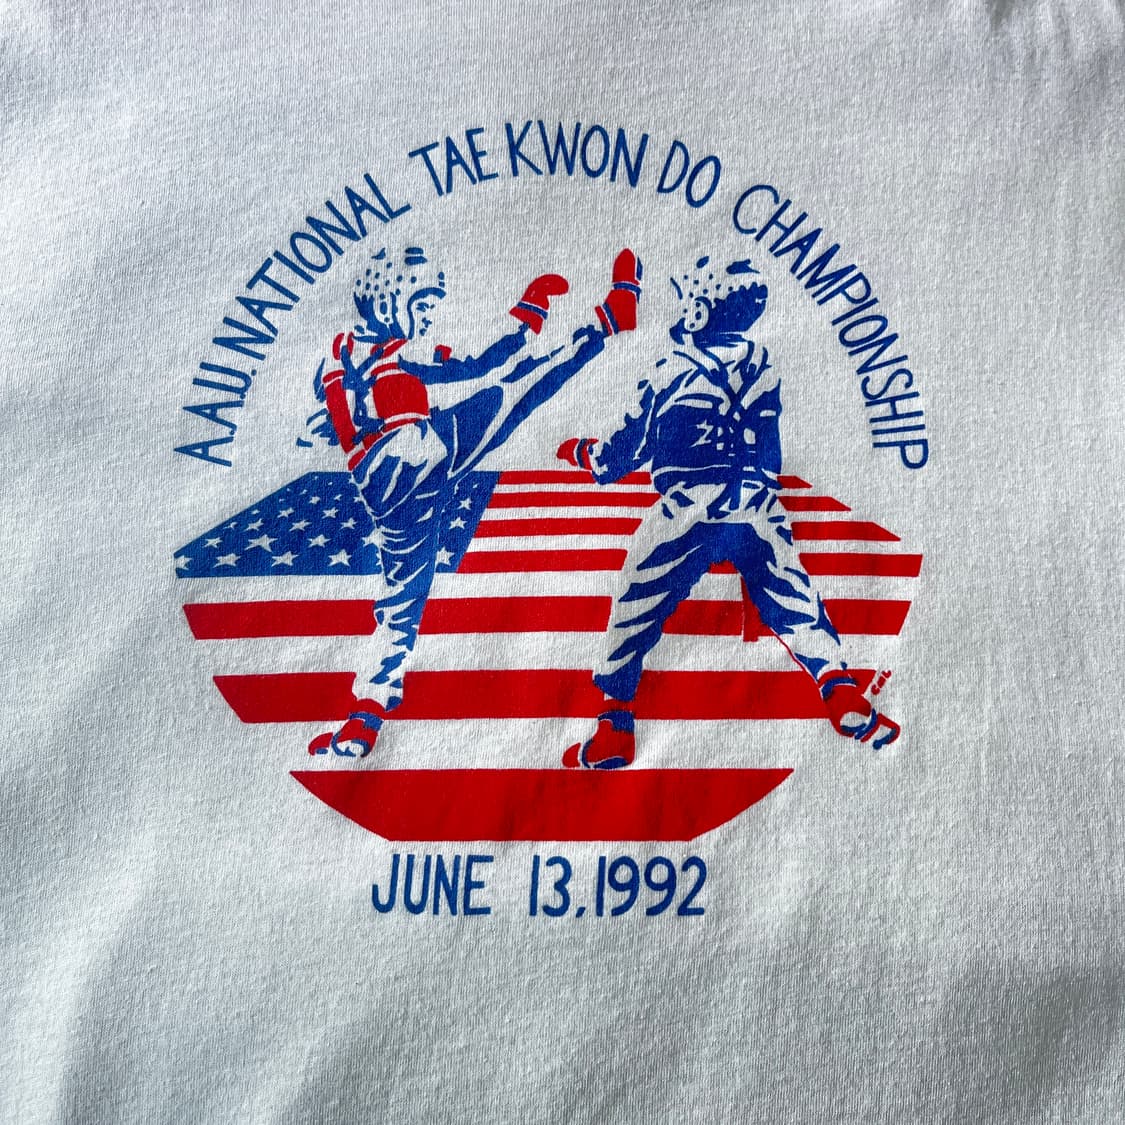 A.A.U. NATIONAL TAE KWON DO CHAMPIONSHIP
JUNE 13, 1992